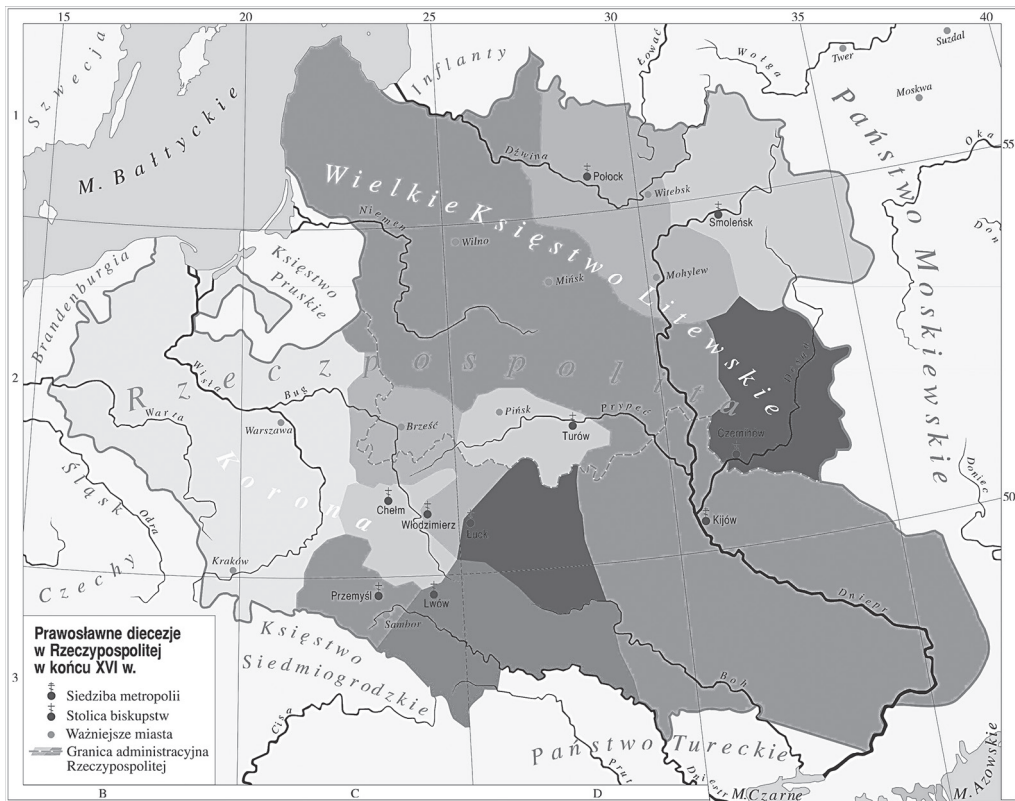 15
20
25
30
35
40
1
2
3
55
50
B
C
D
Szwecja
M. Bałtyckie
Inflanty
Łować
Wołga
Twer
Suzdal
Moskwa
Oka
Don
Państwo Moskiewskie
Dźwina
Połock
Witebsk
Smoleńsk
Wielkie Księstwo Litewskie
Niemen
Wilno
Mińsk
Mohylew
Księstwo Pruskie
Brandenburgia
Rzeczpospolita
Wisła
Bug
Warta
Warszawa
Brześć
Pińsk
Turów
Prypeć
Korona
Śląsk
Odra
Czechy
Kraków
Chełm
Włodzimierz
Łuck
Kijów
Doniec
Przemyśl
Lwów
Sambor
Dniepr
Księstwo
Siedmiogrodzkie
Cisa
Boh
Państwo Tureckie
Prut
Dniestr
M.Czarne
M. Azowskie
Prawosławne diecezje
w Rzeczypospolitej
w końcu XVI w.
Siedziba metropolii
Stolica biskupstw
Ważniejsze miasta
Granica administracyjna
Rzeczypospolitej